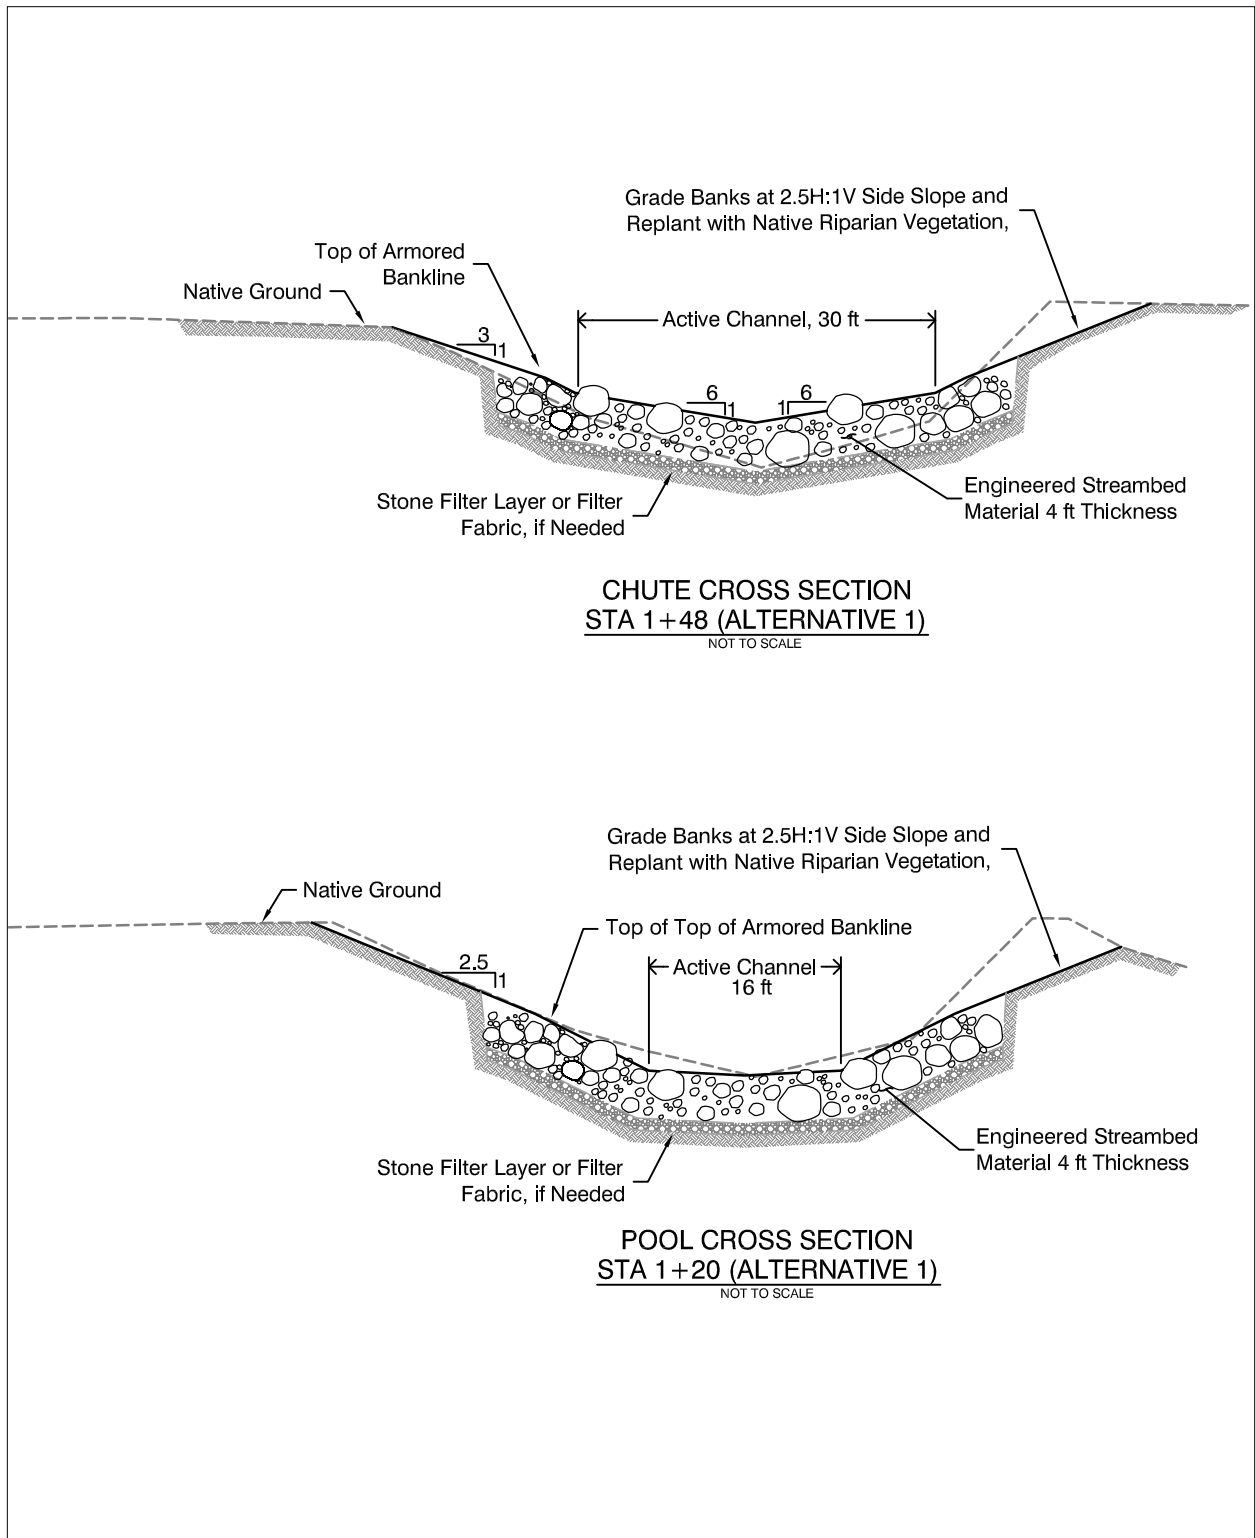 Grade Banks at 2.5H:1V Side Slope and
Replant with Native Riparian Vegetation,
Top of Armored
Bankline
Native Ground
Active Channel, 30 ft
3
1
6
1
6
1
Engineered Streambed
Material 4 ft Thickness
Stone Filter Layer or Filter
Fabric, if Needed
CHUTE CROSS SECTION
STA 1+48 (ALTERNATIVE 1)
NOT TO SCALE
Grade Banks at 2.5H:1V Side Slope and
Replant with Native Riparian Vegetation,
Native Ground
Top of Top of Armored Bankline
2.5
1
Active Channel
16 ft
Engineered Streambed
Material 4 ft Thickness
Stone Filter Layer or Filter
Fabric, if Needed
POOL CROSS SECTION
STA 1+20 (ALTERNATIVE 1)
NOT TO SCALE